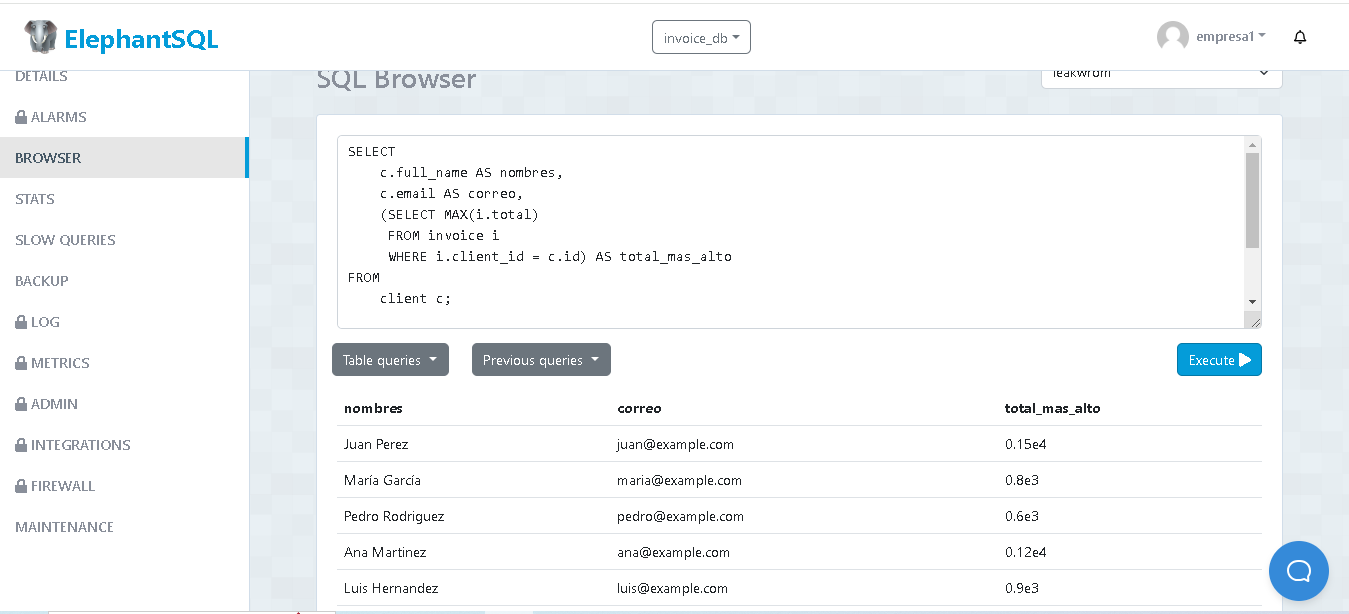 ElephantSQL
invoice_db
empresa1
DETAILS
ALARMS
BROWSER
STATS
SLOW QUERIES
BACKUP
LOG
METRICS
ADMIN
INTEGRATIONS
FIREWALL
MAINTENANCE
SQL Browser
leakwrom
SELECT
    c.full_name AS nombres,
    c.email AS correo,
    (SELECT MAX(i.total)
     FROM invoice i
     WHERE i.client_id = c.id) AS total_mas_alto
FROM
    client c;
Table queries
Previous queries
Execute
nombres correo total_mas_alto
Juan Perez juan@example.com 0.15e4
María García maria@example.com 0.8e3
Pedro Rodriguez pedro@example.com 0.6e3
Ana Martinez ana@example.com 0.12e4
Luis Hernandez luis@example.com 0.9e3